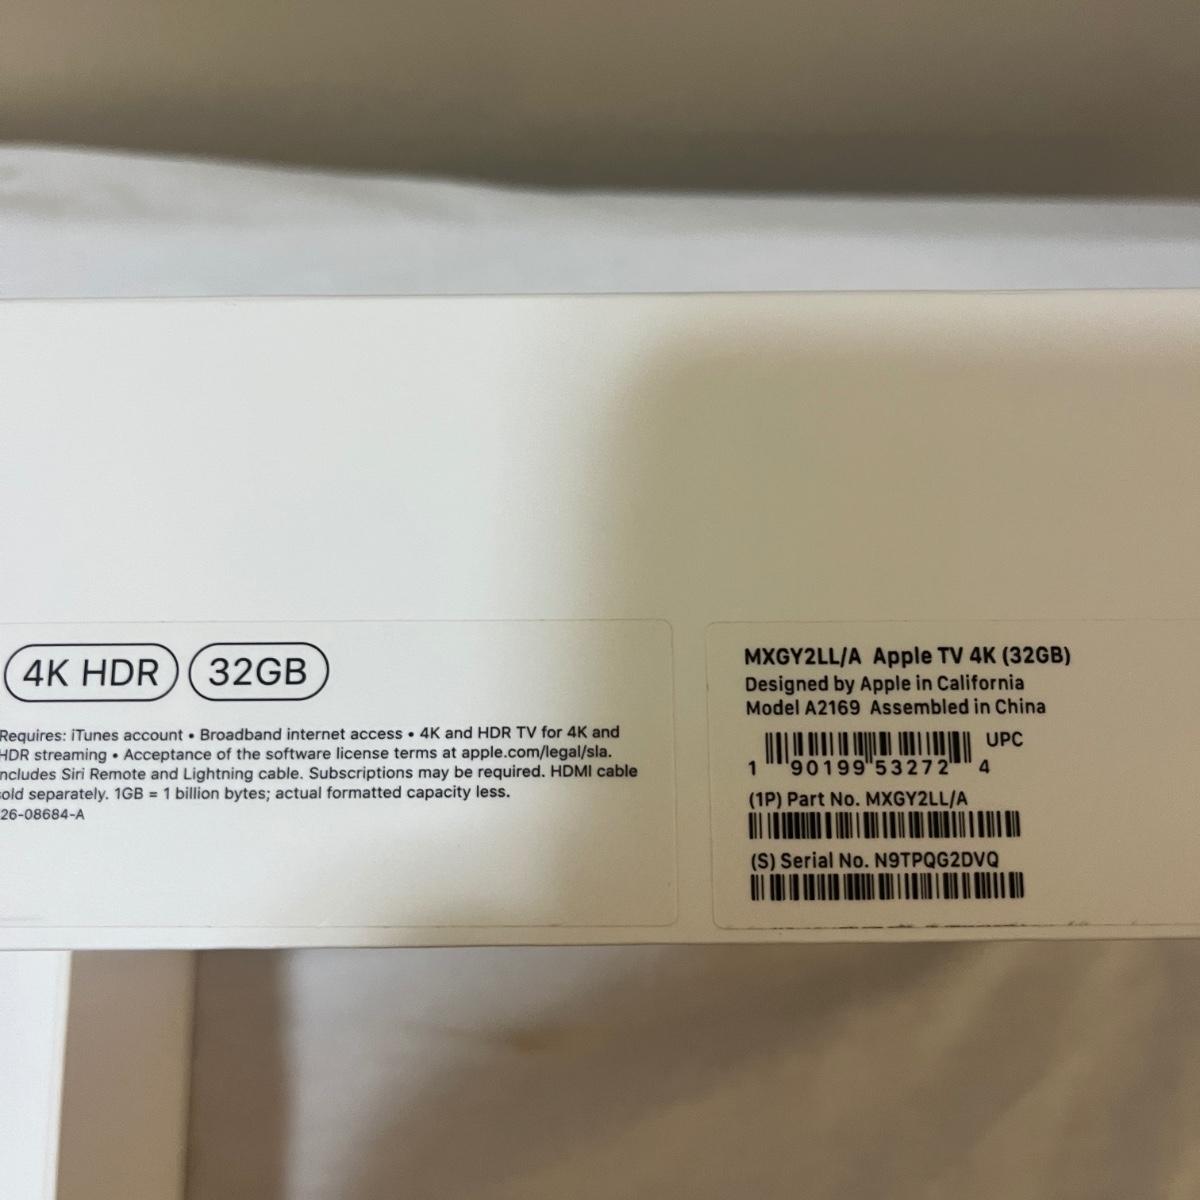 4K HDR 32GB
Requires: iTunes account • Broadband internet access • 4K and HDR TV for 4K and
HDR streaming • Acceptance of the software license terms at apple.com/legal/sla.
ncludes Siri Remote and Lightning cable. Subscriptions may be required. HDMI cable
old separately. 1GB = 1 billion bytes; actual formatted capacity less.
26-08684-A
MXGY2LL/A Apple TV 4K (32GB)
Designed by Apple in California
Model A2169 Assembled in China
UPC
1 90199 53272 4
(1P) Part No. MXGY2LL/A
(S) Serial No. N9TPQG2DVQ